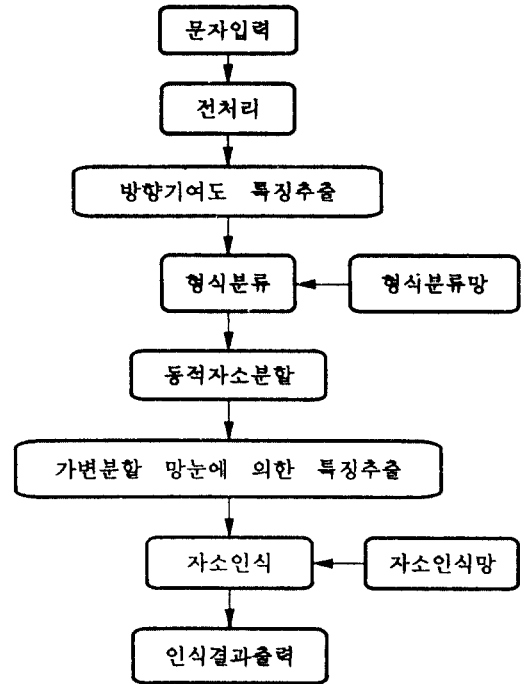 문자입력
전처리
방향기여도 특징추출
형식분류
형식분류망
동적자소분할
가변분할 망눈에 의한 특징추출
자소인식
자소인식망
인식결과출력